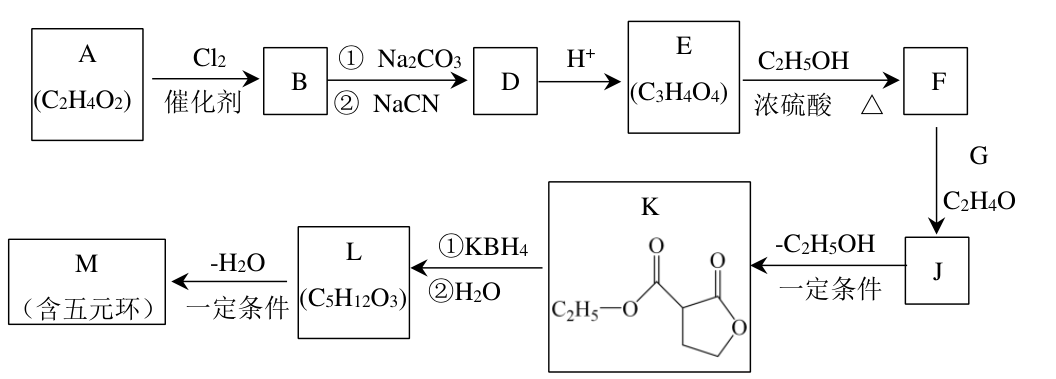 A
(C₂H₄O₂)
Cl₂
催化剂
B
① Na₂CO₃
② NaCN
D
H⁺
E
(C₃H₄O₄)
C₂H₅OH
浓硫酸 △
F
G
C₂H₄O
J
-C₂H₅OH
一定条件
K
O
O
C₂H₅—O
O
①KBH₄
②H₂O
L
(C₅H₁₂O₃)
-H₂O
一定条件
M
（含五元环）